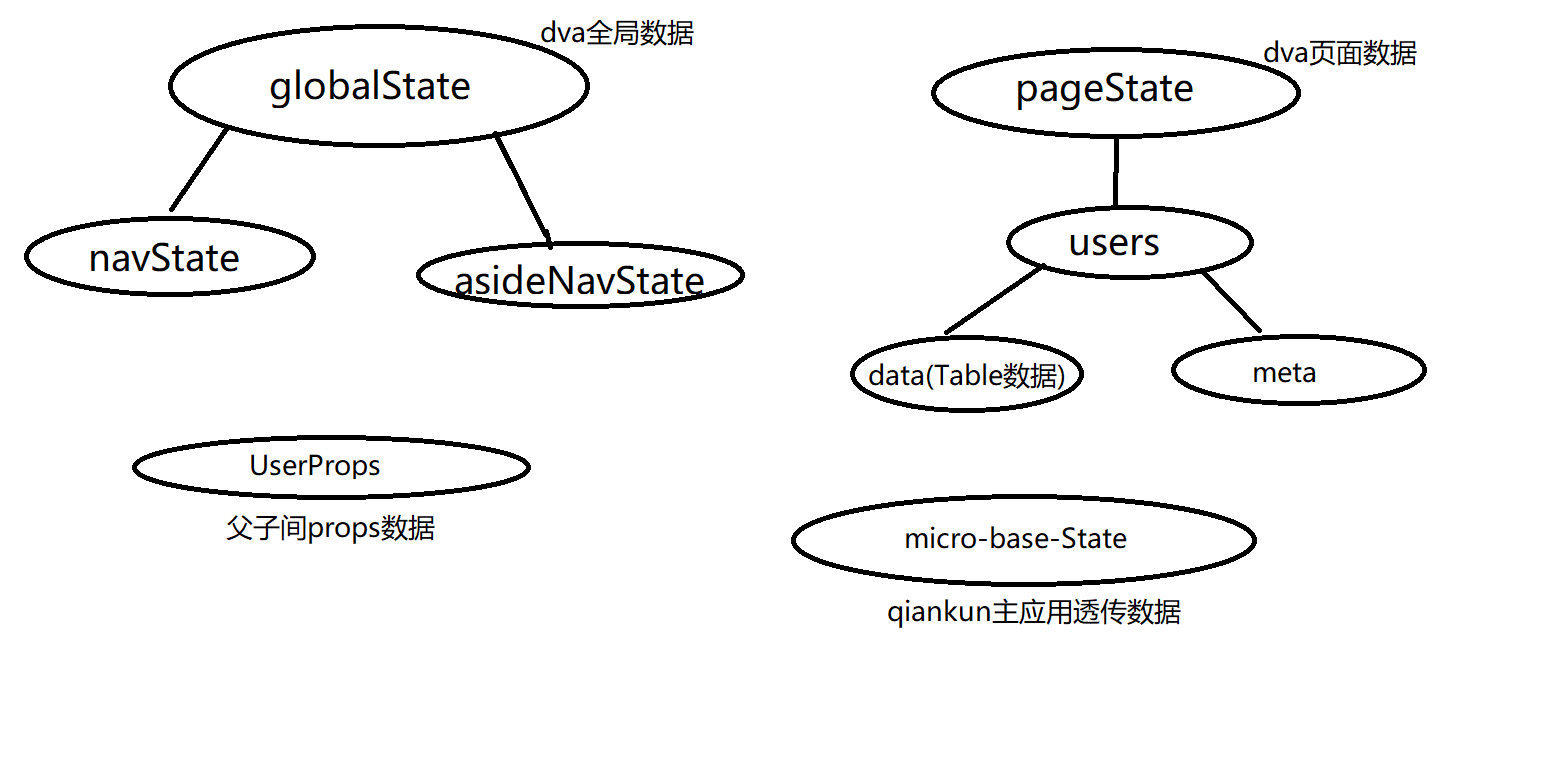 dva全局数据
globalState
navState
asideNavState
dva页面数据
pageState
users
data(Table数据)
meta
UserProps
父子间props数据
micro-base-State
qiankun主应用透传数据